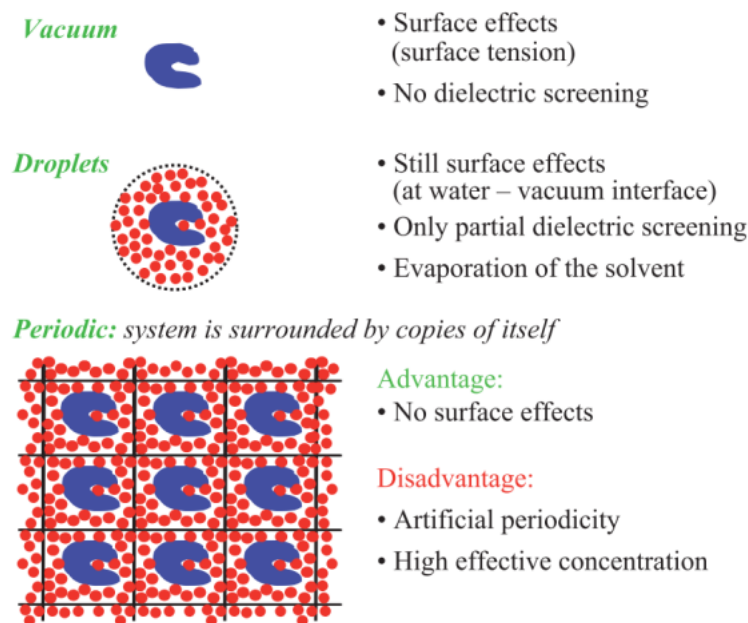 Vacuum
• Surface effects
(surface tension)
• No dielectric screening
Droplets
• Still surface effects
(at water – vacuum interface)
• Only partial dielectric screening
• Evaporation of the solvent
Periodic: system is surrounded by copies of itself
Advantage:
• No surface effects
Disadvantage:
• Artificial periodicity
• High effective concentration